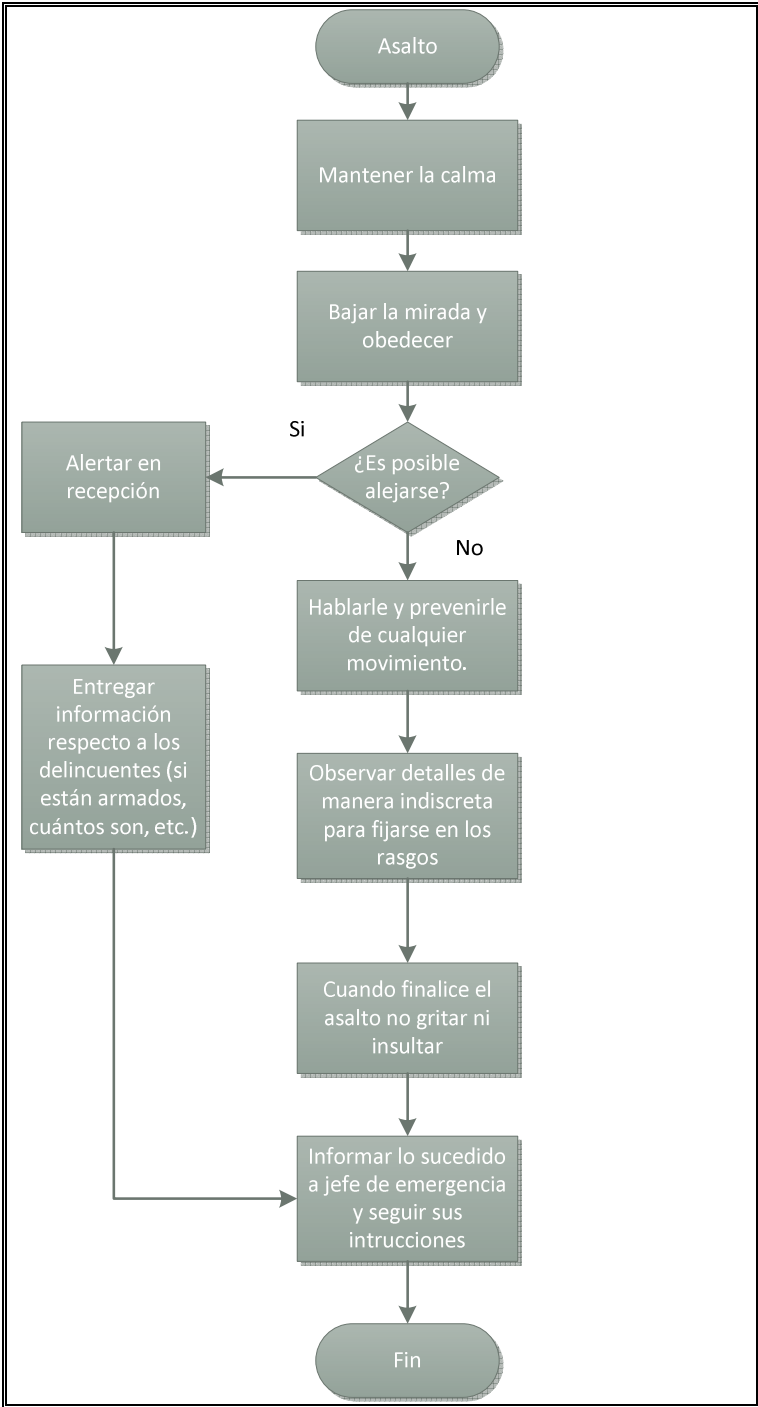 Asalto
Mantener la calma
Bajar la mirada y
obedecer
Si
¿Es posible
alejarse?
Alertar en
recepción
No
Hablarle y prevenirle
de cualquier
movimiento.
Entregar
información
respecto a los
delincuentes (si
están armados,
cuántos son, etc.)
Observar detalles de
manera indiscreta
para fijarse en los
rasgos
Cuando finalice el
asalto no gritar ni
insultar
Informar lo sucedido
a jefe de emergencia
y seguir sus
intrucciones
Fin